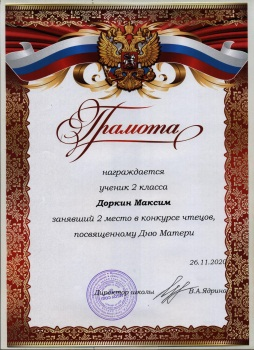 Грамота
награждается
ученик 2 класса
Доркин Максим
занявший 2 место в конкурсе чтецов,
посвященному Дню Матери
26.11.2020
Директор школы В.А.Ядрина